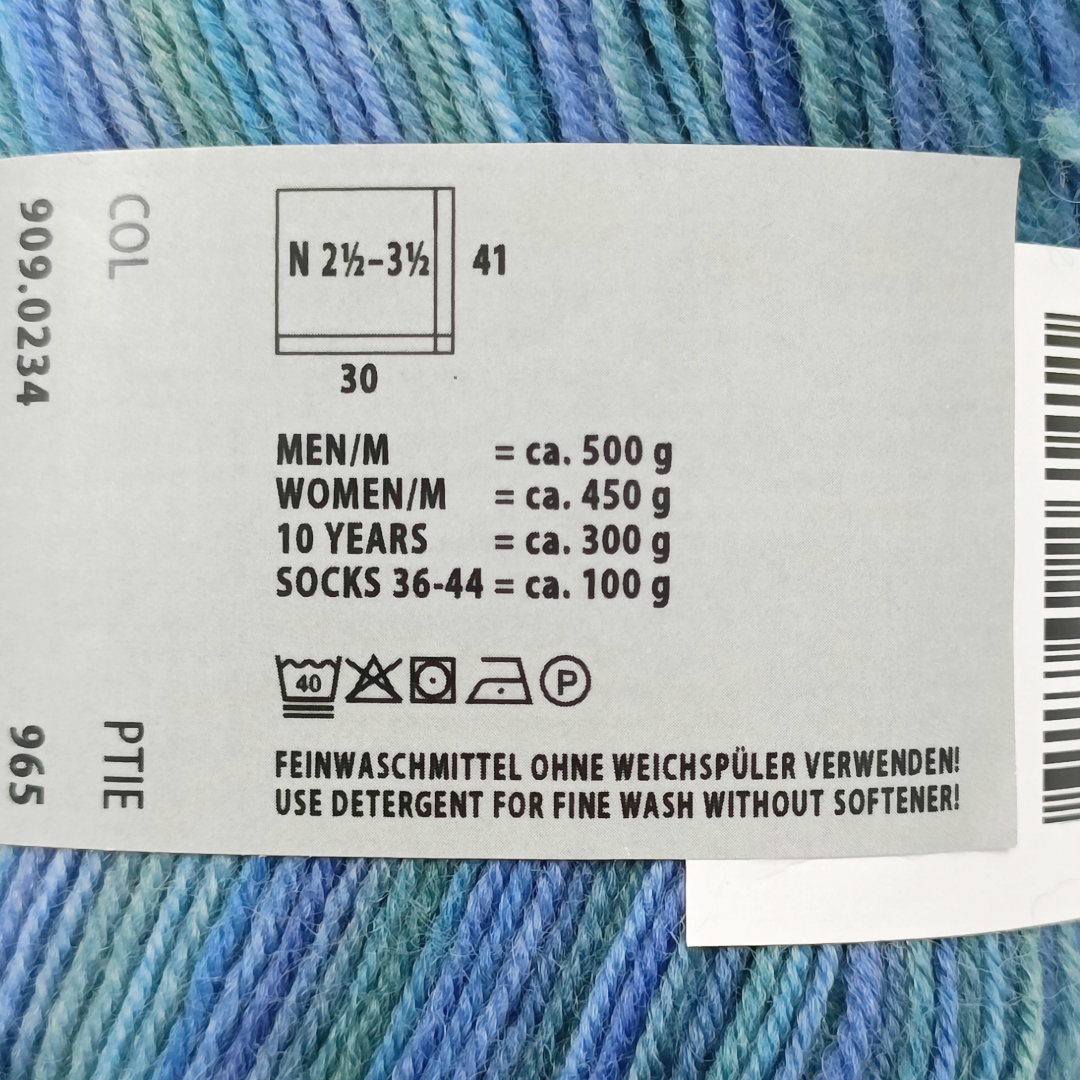 COL
909.0234
PTIE
965
N 2½-3½
41
30
MEN/M = ca. 500 g
WOMEN/M = ca. 450 g
10 YEARS = ca. 300 g
SOCKS 36-44 = ca. 100 g
40
P
FEINWASCHMITTEL OHNE WEICHSPÜLER VERWENDEN!
USE DETERGENT FOR FINE WASH WITHOUT SOFTENER!